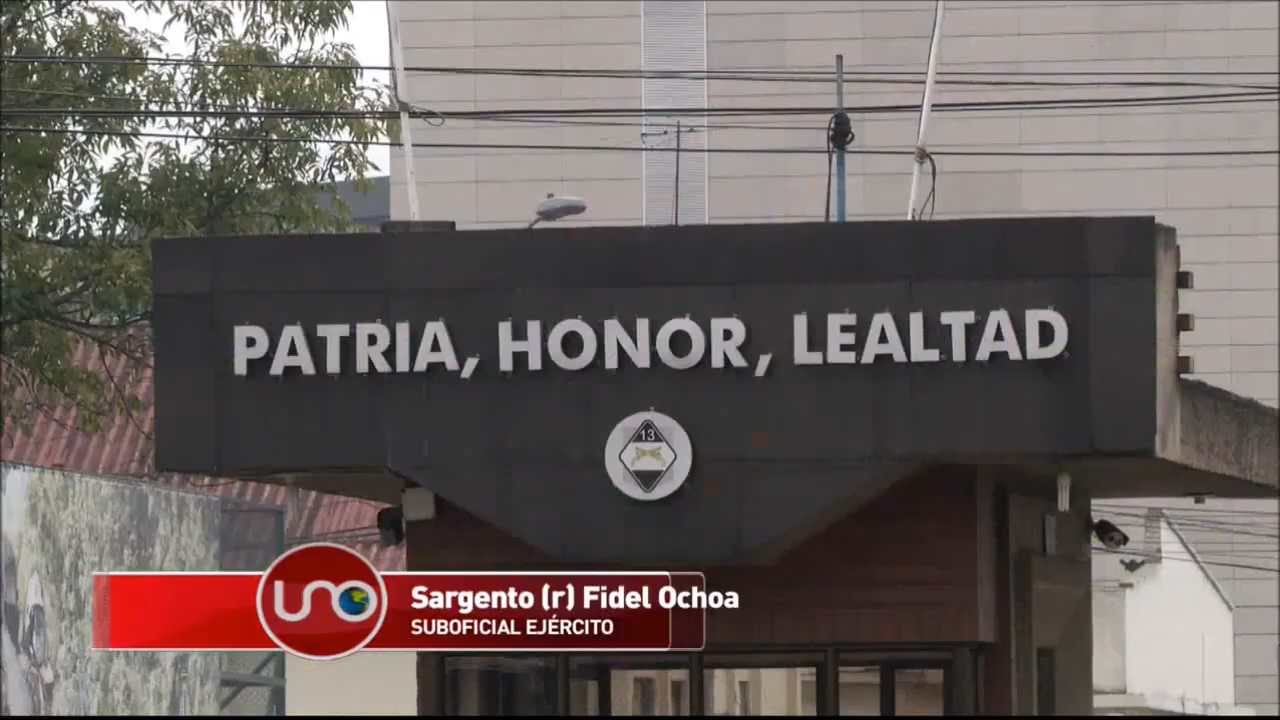 PATRIA, HONOR, LEALTAD
13
UNO
Sargento (r) Fidel Ochoa
SUBOFICIAL EJÉRCITO